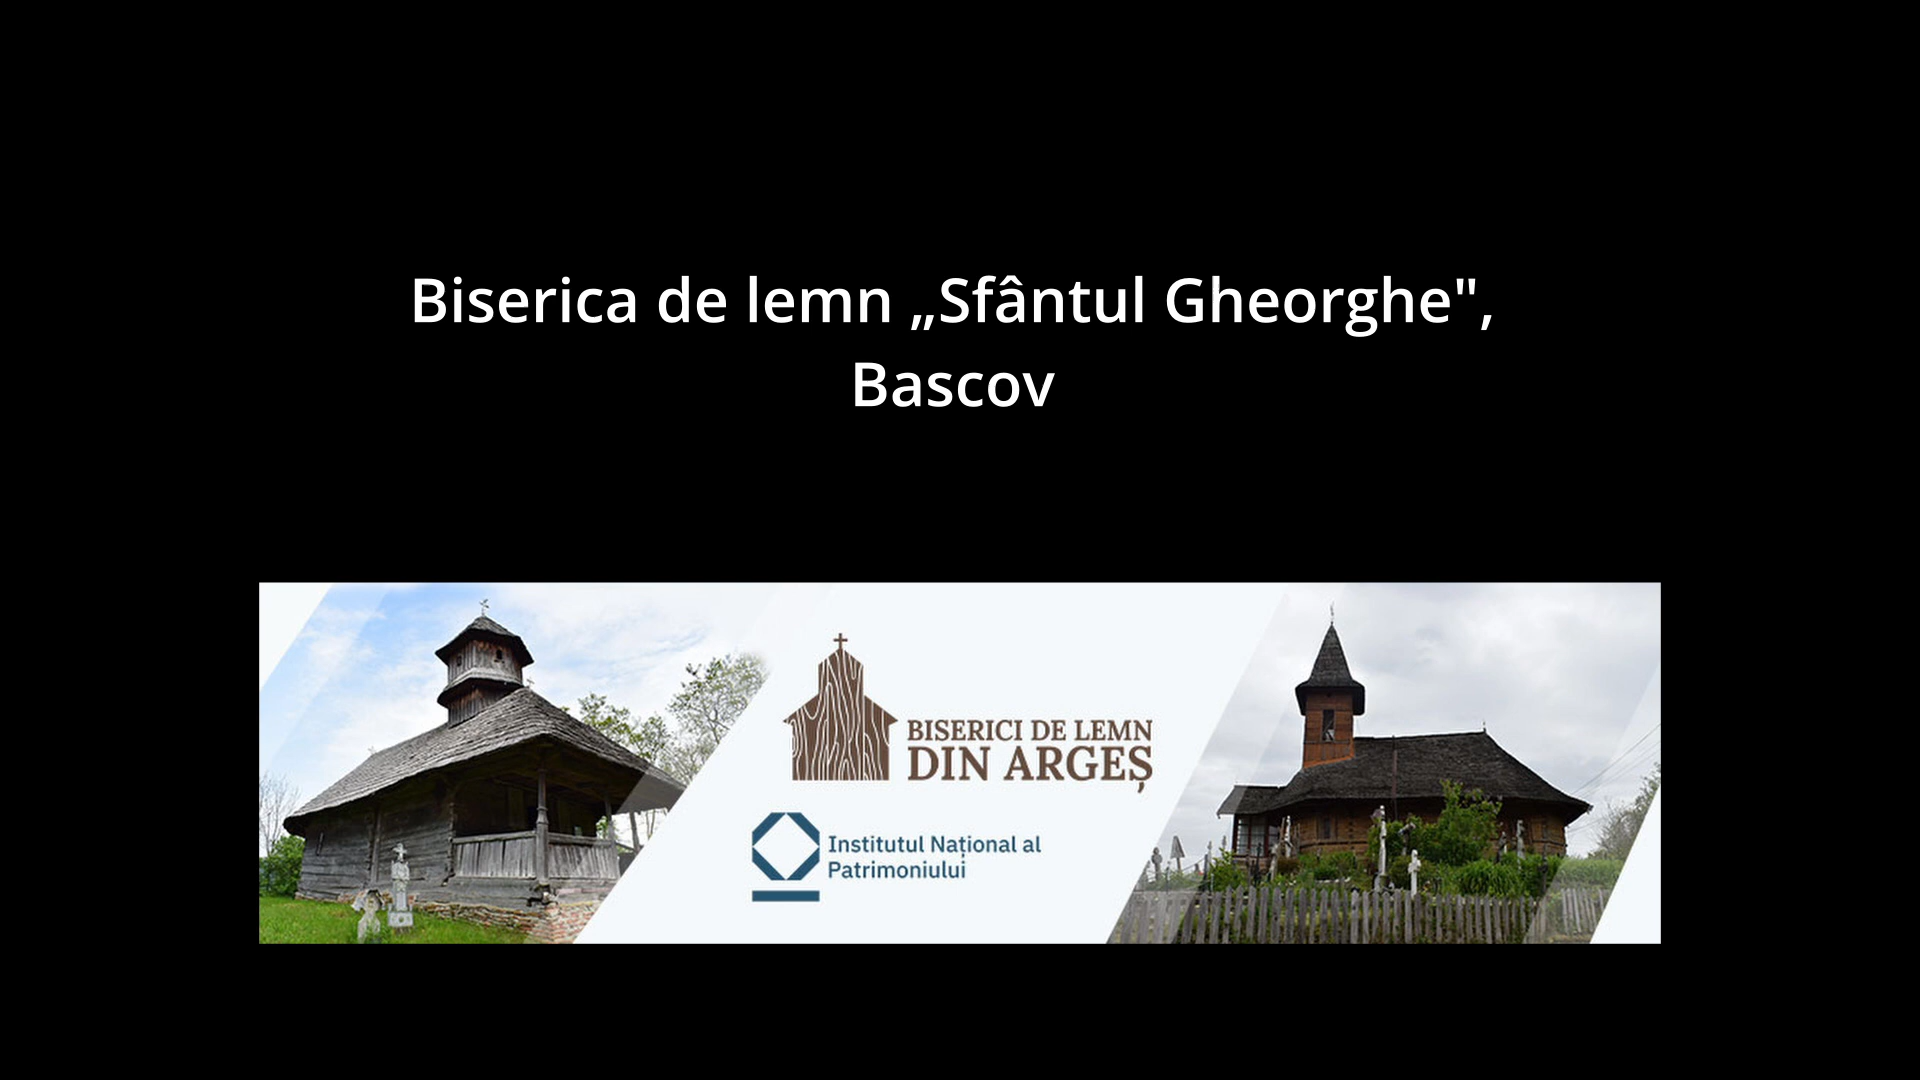 Biserica de lemn „Sfântul Gheorghe",
Bascov
BISERICI DE LEMN
DIN ARGEȘ
Institutul Național al
Patrimoniului